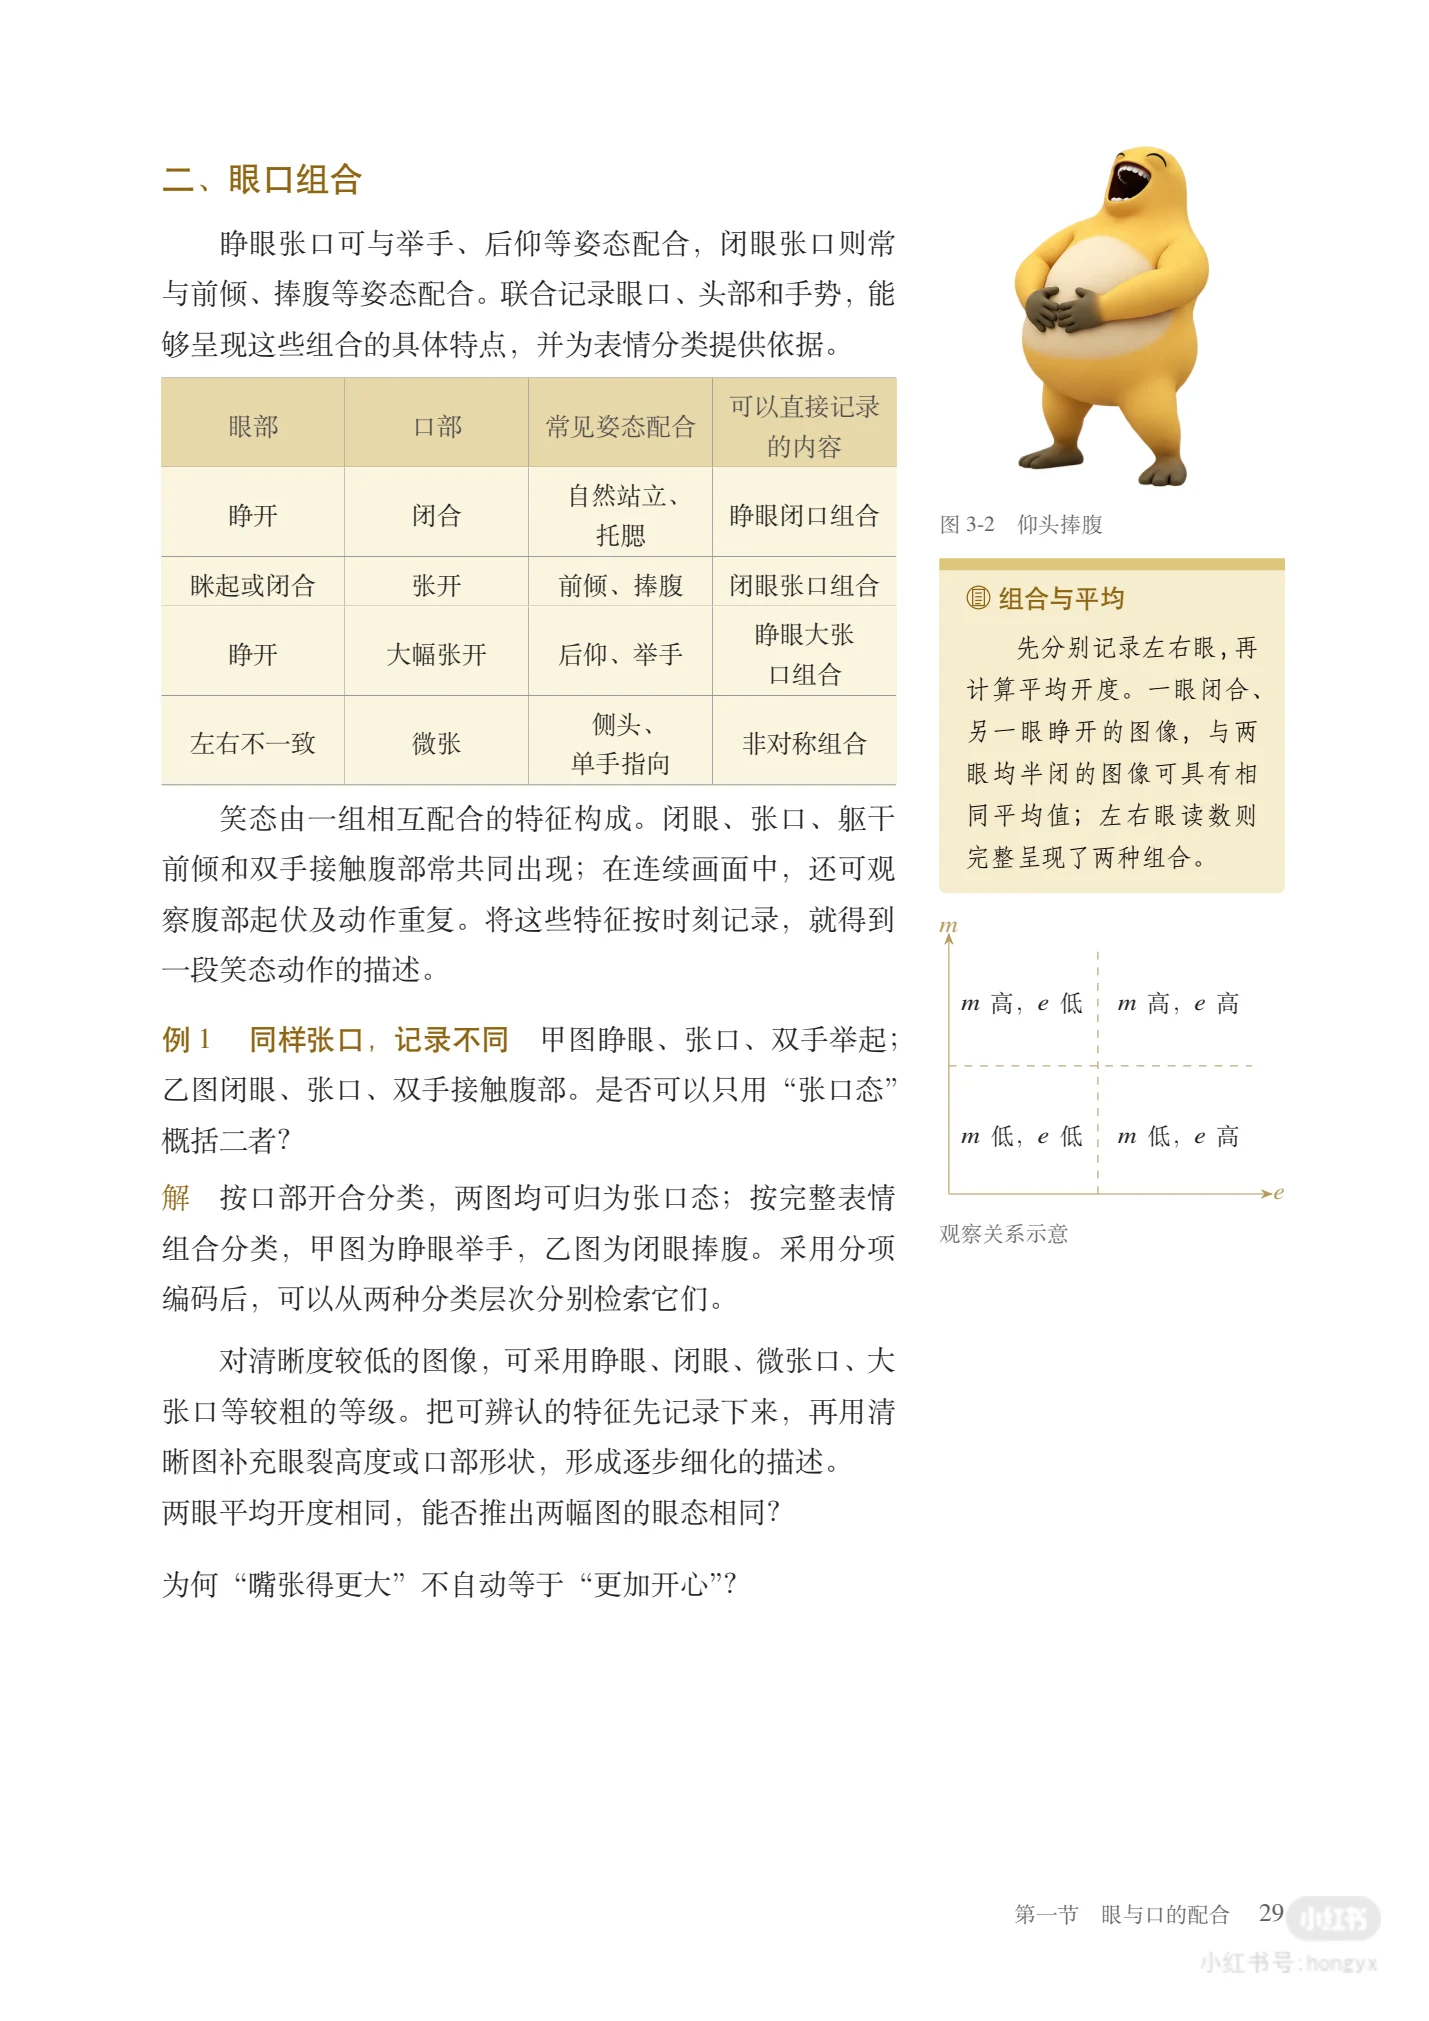 二、眼口组合
睁眼张口可与举手、后仰等姿态配合，闭眼张口则常
与前倾、捧腹等姿态配合。联合记录眼口、头部和手势，能
够呈现这些组合的具体特点，并为表情分类提供依据。
眼部 口部 常见姿态配合 可以直接记录
的内容
睁开 闭合 自然站立、
托腮 睁眼闭口组合
眯起或闭合 张开 前倾、捧腹 闭眼张口组合
睁开 大幅张开 后仰、举手 睁眼大张
口组合
左右不一致 微张 侧头、
单手指向 非对称组合
笑态由一组相互配合的特征构成。闭眼、张口、躯干
前倾和双手接触腹部常共同出现；在连续画面中，还可观
察腹部起伏及动作重复。将这些特征按时刻记录，就得到
一段笑态动作的描述。
例 1 同样张口，记录不同 甲图睁眼、张口、双手举起；
乙图闭眼、张口、双手接触腹部。是否可以只用“张口态”
概括二者？
解 按口部开合分类，两图均可归为张口态；按完整表情
组合分类，甲图为睁眼举手，乙图为闭眼捧腹。采用分项
编码后，可以从两种分类层次分别检索它们。
对清晰度较低的图像，可采用睁眼、闭眼、微张口、大
张口等较粗的等级。把可辨认的特征先记录下来，再用清
晰图补充眼裂高度或口部形状，形成逐步细化的描述。
两眼平均开度相同，能否推出两幅图的眼态相同？
为何“嘴张得更大”不自动等于“更加开心”？
图 3-2 仰头捧腹
组合与平均
先分别记录左右眼，再
计算平均开度。一眼闭合、
另一眼睁开的图像，与两
眼均半闭的图像可具有相
同平均值；左右眼读数则
完整呈现了两种组合。
m
m 高，e 低 m 高，e 高
m 低，e 低 m 低，e 高
e
观察关系示意
第一节 眼与口的配合 29
小红书
小红书号:hongyx